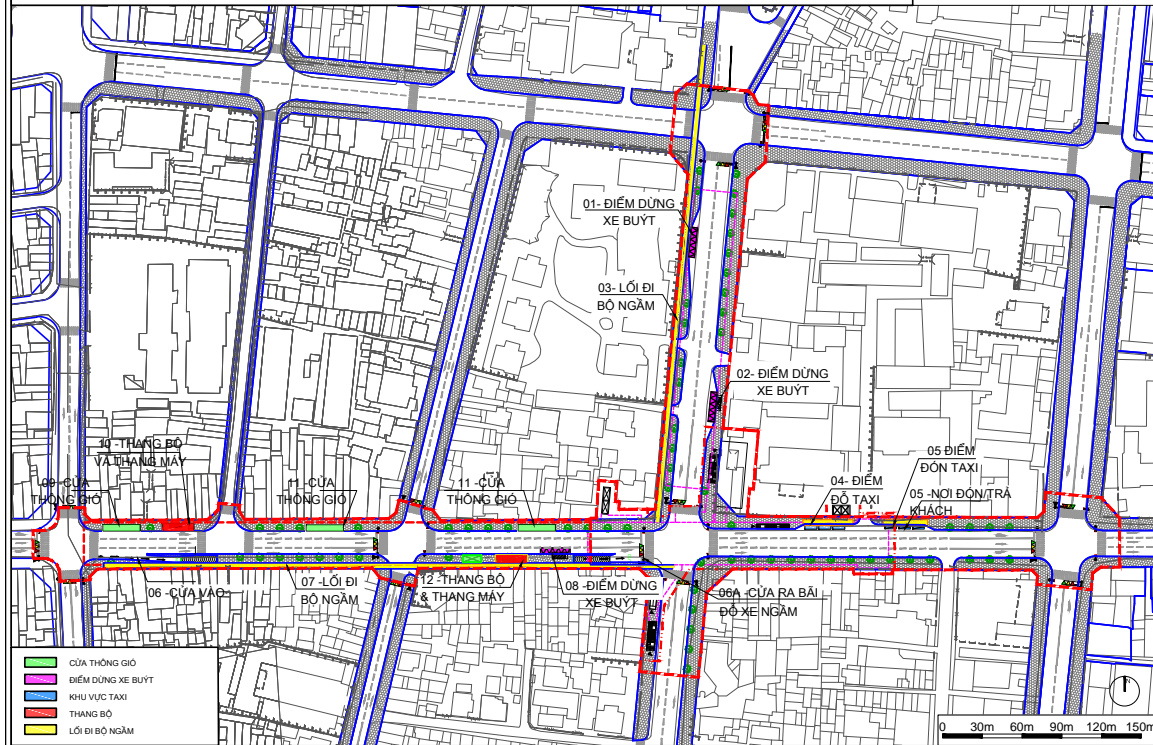 01- ĐIỂM DỪNG
XE BUÝT
03- LỐI ĐI
BỘ NGẦM
02- ĐIỂM DỪNG
XE BUÝT
10 -THANG BỘ
VÀ THANG MÁY
09 -CỬA
THÔNG GIÓ
11 -CỬA
THÔNG GIÓ
11 -CỬA
THÔNG GIÓ
04- ĐIỂM
ĐỖ TAXI
05 ĐIỂM
ĐÓN TAXI
05 -NƠI ĐÓN/TRẢ
KHÁCH
06 -CỬA VÀO
07 -LỐI ĐI
BỘ NGẦM
12 -THANG BỘ
& THANG MÁY
08 -ĐIỂM DỪNG
XE BUÝT
06A -CỬA RA BÃI
ĐỖ XE NGẦM
CỬA THÔNG GIÓ
ĐIỂM DỪNG XE BUÝT
KHU VỰC TAXI
THANG BỘ
LỐI ĐI BỘ NGẦM
0 30m 60m 90m 120m 150m